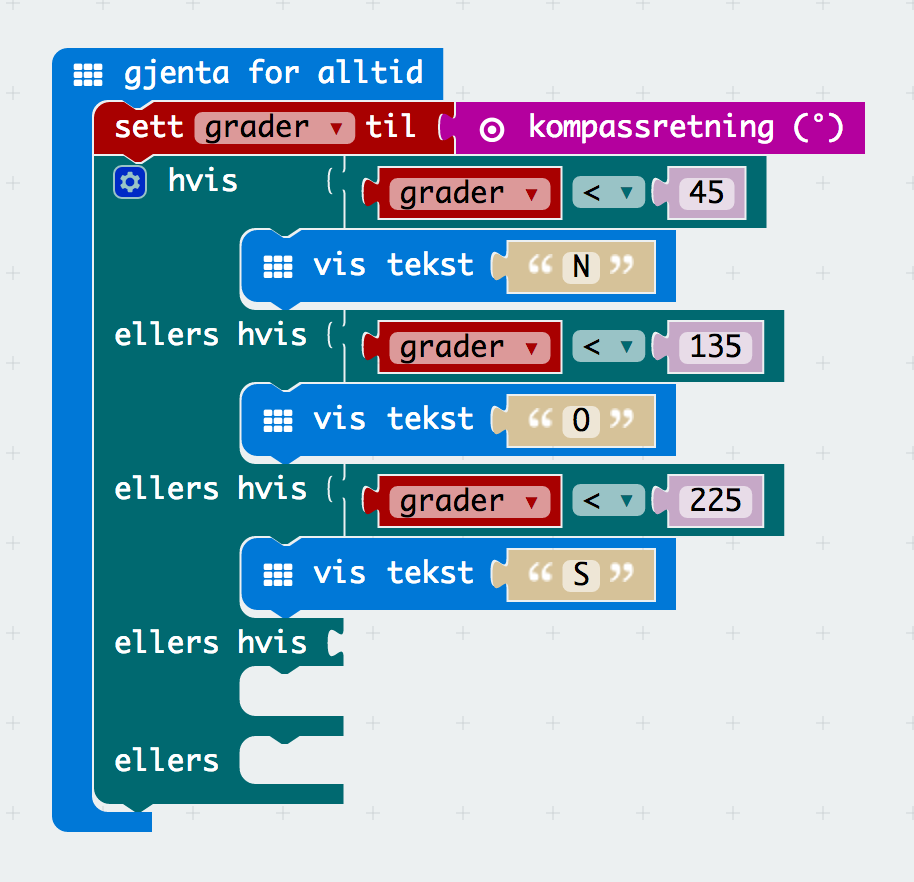 gjenta for alltid
sett grader ▾ til kompassretning (°)
hvis grader ▾ < ▾ 45
vis tekst “ N ”
ellers hvis grader ▾ < ▾ 135
vis tekst “ O ”
ellers hvis grader ▾ < ▾ 225
vis tekst “ S ”
ellers hvis
ellers